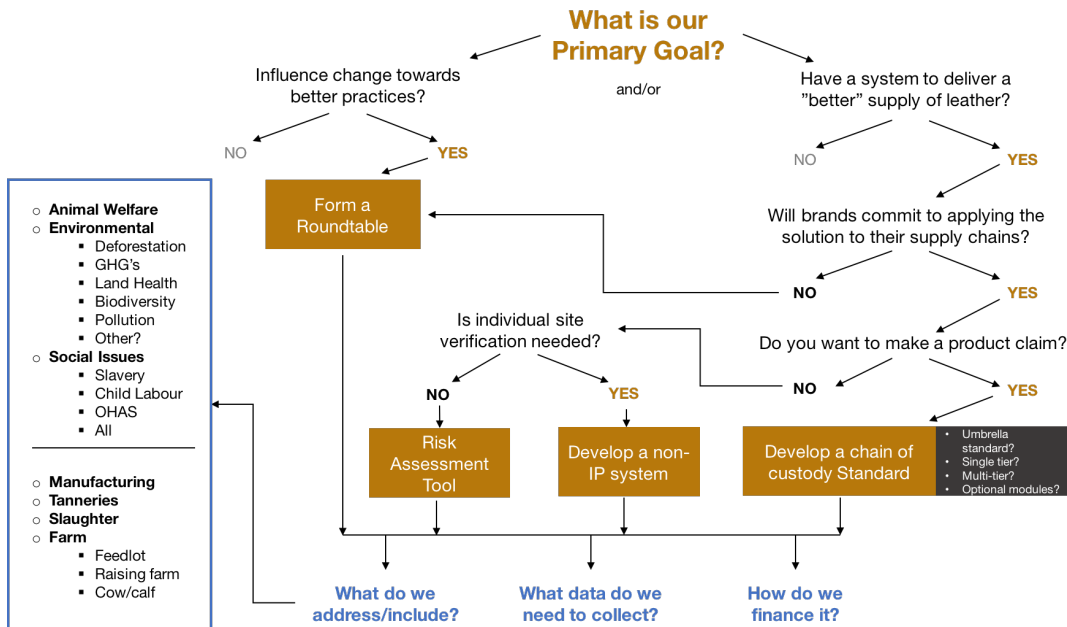 What is our
Primary Goal?
and/or
Influence change towards
better practices?
NO
YES
Have a system to deliver a
”better” supply of leather?
NO
YES
Form a
Roundtable
Will brands commit to applying the
solution to their supply chains?
NO
YES
Is individual site
verification needed?
NO
YES
Do you want to make a product claim?
NO
YES
Risk
Assessment
Tool
Develop a non-
IP system
Develop a chain of
custody Standard
• Umbrella
standard?
• Single tier?
• Multi-tier?
• Optional modules?
What do we
address/include?
What data do we
need to collect?
How do we
finance it?
○ Animal Welfare
○ Environmental
▪ Deforestation
▪ GHG's
▪ Land Health
▪ Biodiversity
▪ Pollution
▪ Other?
○ Social Issues
▪ Slavery
▪ Child Labour
▪ OHAS
▪ All
○ Manufacturing
○ Tanneries
○ Slaughter
○ Farm
▪ Feedlot
▪ Raising farm
▪ Cow/calf